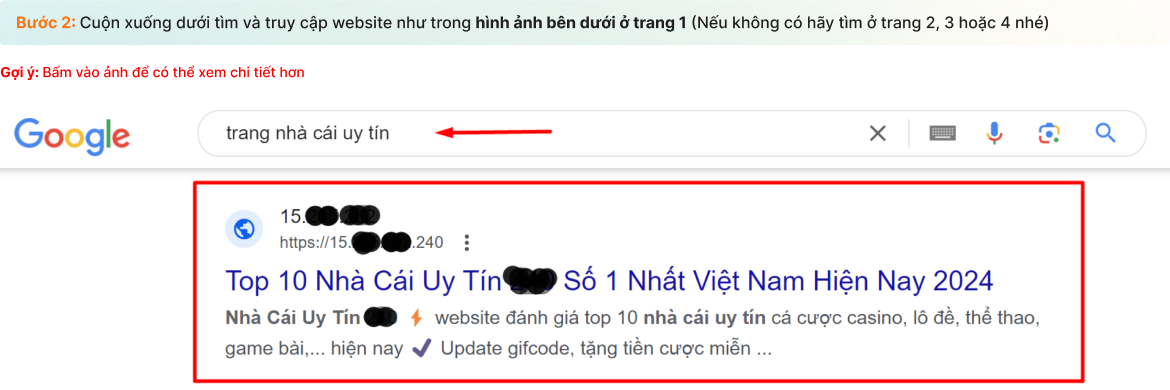 Bước 2: Cuộn xuống dưới tìm và truy cập website như trong hình ảnh bên dưới ở trang 1 (Nếu không có hãy tìm ở trang 2, 3 hoặc 4 nhé)
Gợi ý: Bấm vào ảnh để có thể xem chi tiết hơn
Google
trang nhà cái uy tín
15.
https://15. .240
Top 10 Nhà Cái Uy Tín Số 1 Nhất Việt Nam Hiện Nay 2024
Nhà Cái Uy Tín ⚡ website đánh giá top 10 nhà cái uy tín cá cược casino, lô đề, thể thao,
game bài,... hiện nay ✔ Update gifcode, tặng tiền cược miễn ...